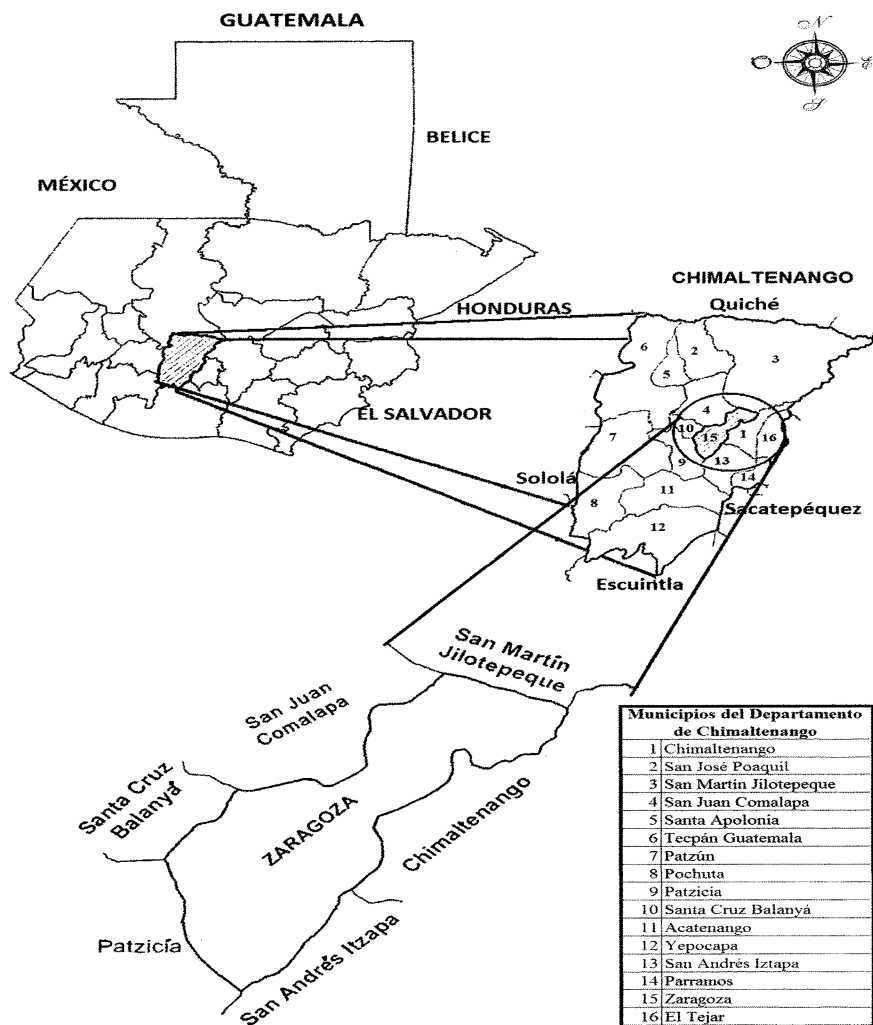 GUATEMALA
N
O
E
S
BELICE
MÉXICO
CHIMALTENANGO
HONDURAS
Quiché
6
2
3
5
4
EL SALVADOR
10
15
1
16
7
9
13
Sololá
14
8
11
Sacatepéquez
12
Escuintla
San Martín
Jilotepeque
San Juan
Comalapa
Santa Cruz
Balanyá
ZARAGOZA
Chimaltenango
Patzicía
San Andrés Itzapa
Municipios del Departamento
de Chimaltenango
1 Chimaltenango
2 San José Poaquil
3 San Martín Jilotepeque
4 San Juan Comalapa
5 Santa Apolonia
6 Tecpán Guatemala
7 Patzún
8 Pochuta
9 Patzicia
10 Santa Cruz Balanyá
11 Acatenango
12 Yepocapa
13 San Andrés Iztapa
14 Parramos
15 Zaragoza
16 El Tejar